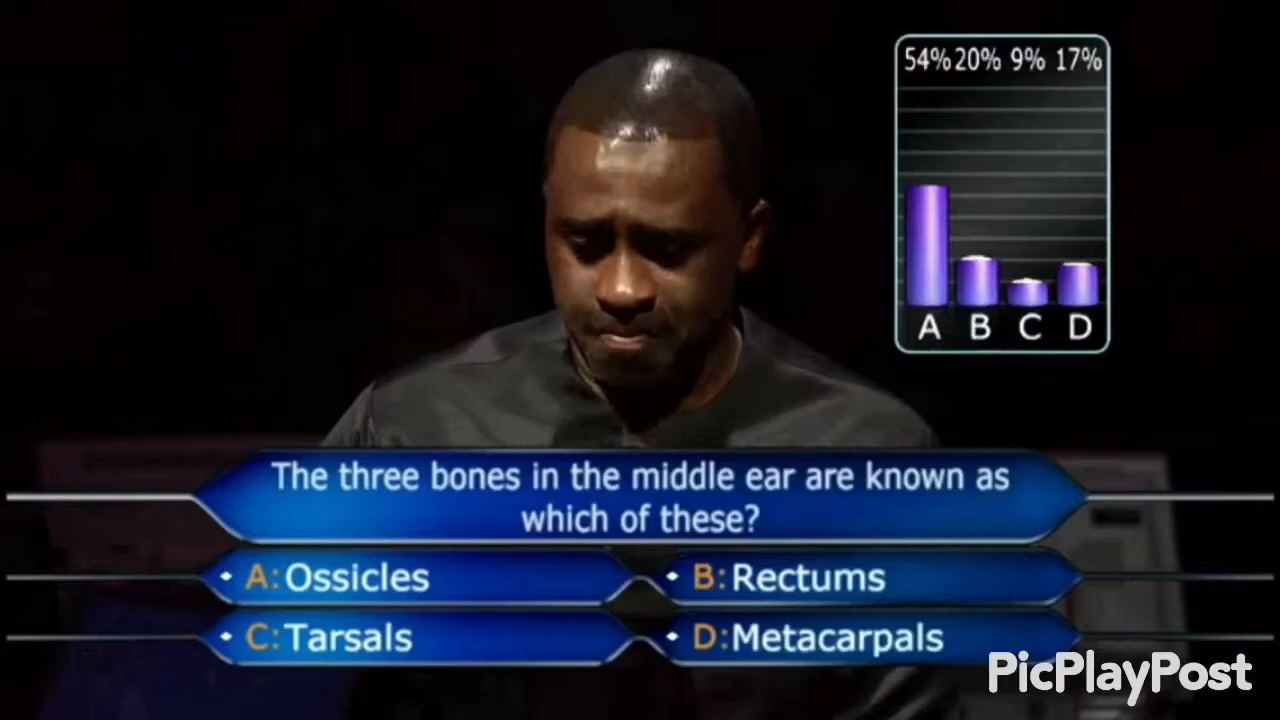 54% 20% 9% 17%
A B C D
The three bones in the middle ear are known as
which of these?
A: Ossicles
B: Rectums
C: Tarsals
D: Metacarpals
PicPlayPost